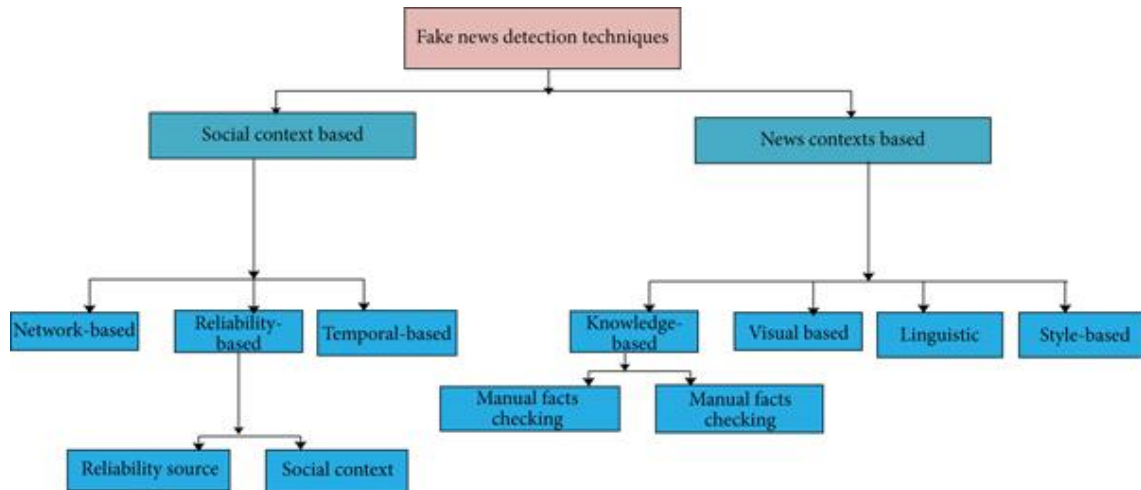 Fake news detection techniques
Social context based
News contexts based
Network-based
Reliability-
based
Temporal-based
Knowledge-
based
Visual based
Linguistic
Style-based
Manual facts
checking
Manual facts
checking
Reliability source
Social context